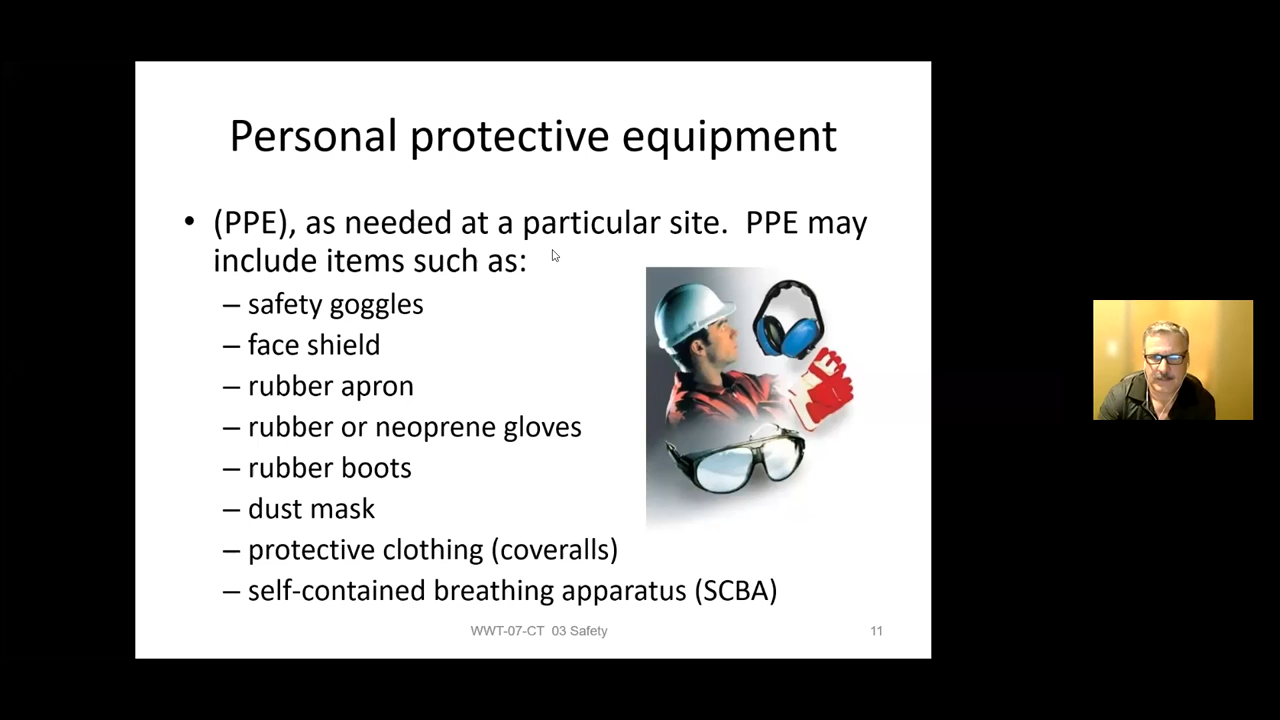 Personal protective equipment
• (PPE), as needed at a particular site.  PPE may
include items such as:
– safety goggles
– face shield
– rubber apron
– rubber or neoprene gloves
– rubber boots
– dust mask
– protective clothing (coveralls)
– self-contained breathing apparatus (SCBA)
WWT-07-CT  03 Safety
11